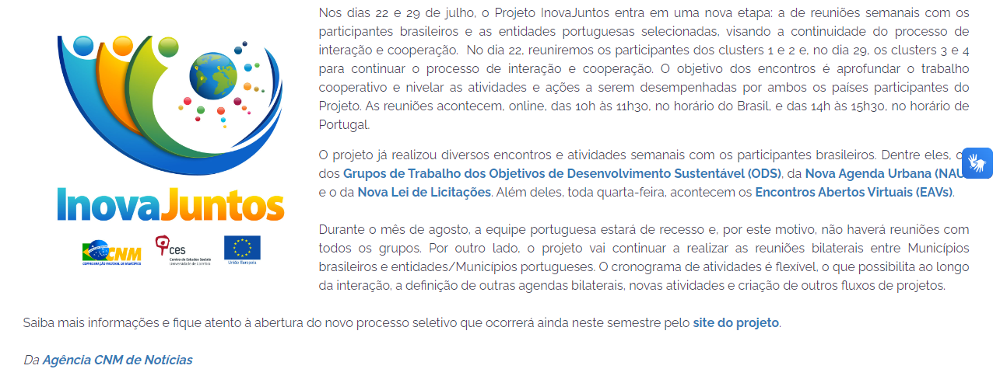 Nos dias 22 e 29 de julho, o Projeto InovaJuntos entra em uma nova etapa: a de reuniões semanais com os
participantes brasileiros e as entidades portuguesas selecionadas, visando a continuidade do processo de
interação e cooperação.  No dia 22, reuniremos os participantes dos clusters 1 e 2 e, no dia 29, os clusters 3 e 4
para continuar o processo de interação e cooperação. O objetivo dos encontros é aprofundar o trabalho
cooperativo e nivelar as atividades e ações a serem desempenhadas por ambos os países participantes do
Projeto. As reuniões acontecem, online, das 10h às 11h30, no horário do Brasil, e das 14h às 15h30, no horário de
Portugal.
O projeto já realizou diversos encontros e atividades semanais com os participantes brasileiros. Dentre eles,
dos Grupos de Trabalho dos Objetivos de Desenvolvimento Sustentável (ODS), da Nova Agenda Urbana (NAU
e o da Nova Lei de Licitações. Além deles, toda quarta-feira, acontecem os Encontros Abertos Virtuais (EAVs).
Durante o mês de agosto, a equipe portuguesa estará de recesso e, por este motivo, não haverá reuniões com
todos os grupos. Por outro lado, o projeto vai continuar a realizar as reuniões bilaterais entre Municípios
brasileiros e entidades/Municípios portugueses. O cronograma de atividades é flexível, o que possibilita ao longo
da interação, a definição de outras agendas bilaterais, novas atividades e criação de outros fluxos de projetos.
InovaJuntos
CNM
CONFEDERAÇÃO NACIONAL DE MUNICÍPIOS
ces
Centro de Estudos Sociais
Universidade de Coimbra
União Europeia
Saiba mais informações e fique atento à abertura do novo processo seletivo que ocorrerá ainda neste semestre pelo site do projeto.
Da Agência CNM de Notícias